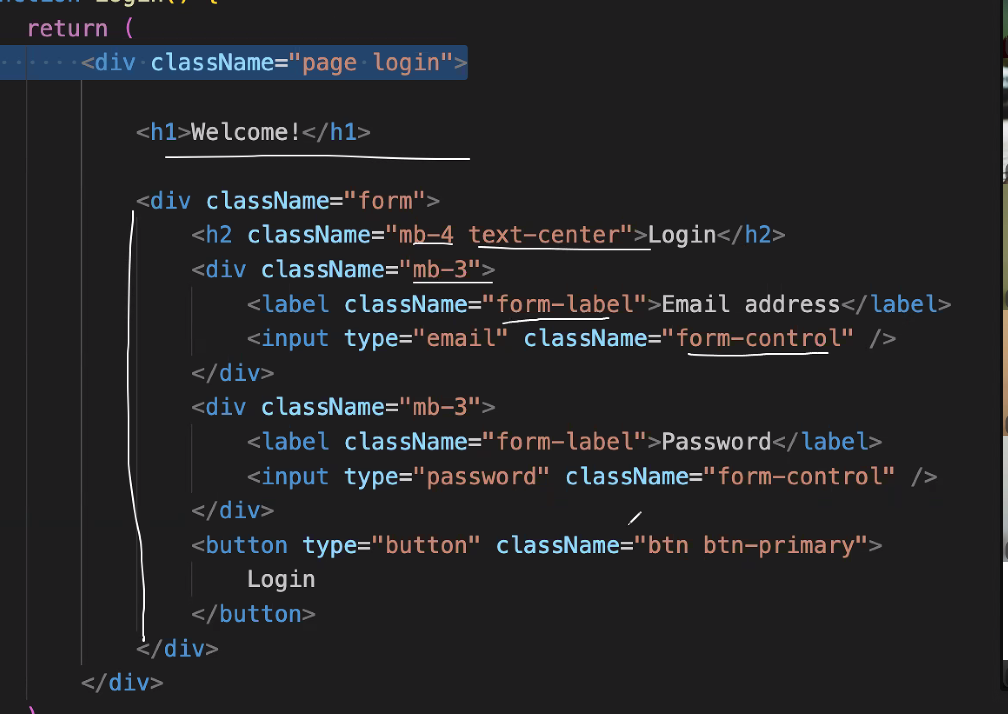 return (
<div className="page login">
<h1>Welcome!</h1>
<div className="form">
<h2 className="mb-4 text-center">Login</h2>
<div className="mb-3">
<label className="form-label">Email address</label>
<input type="email" className="form-control" />
</div>
<div className="mb-3">
<label className="form-label">Password</label>
<input type="password" className="form-control" />
</div>
<button type="button" className="btn btn-primary">
Login
</button>
</div>
</div>
)